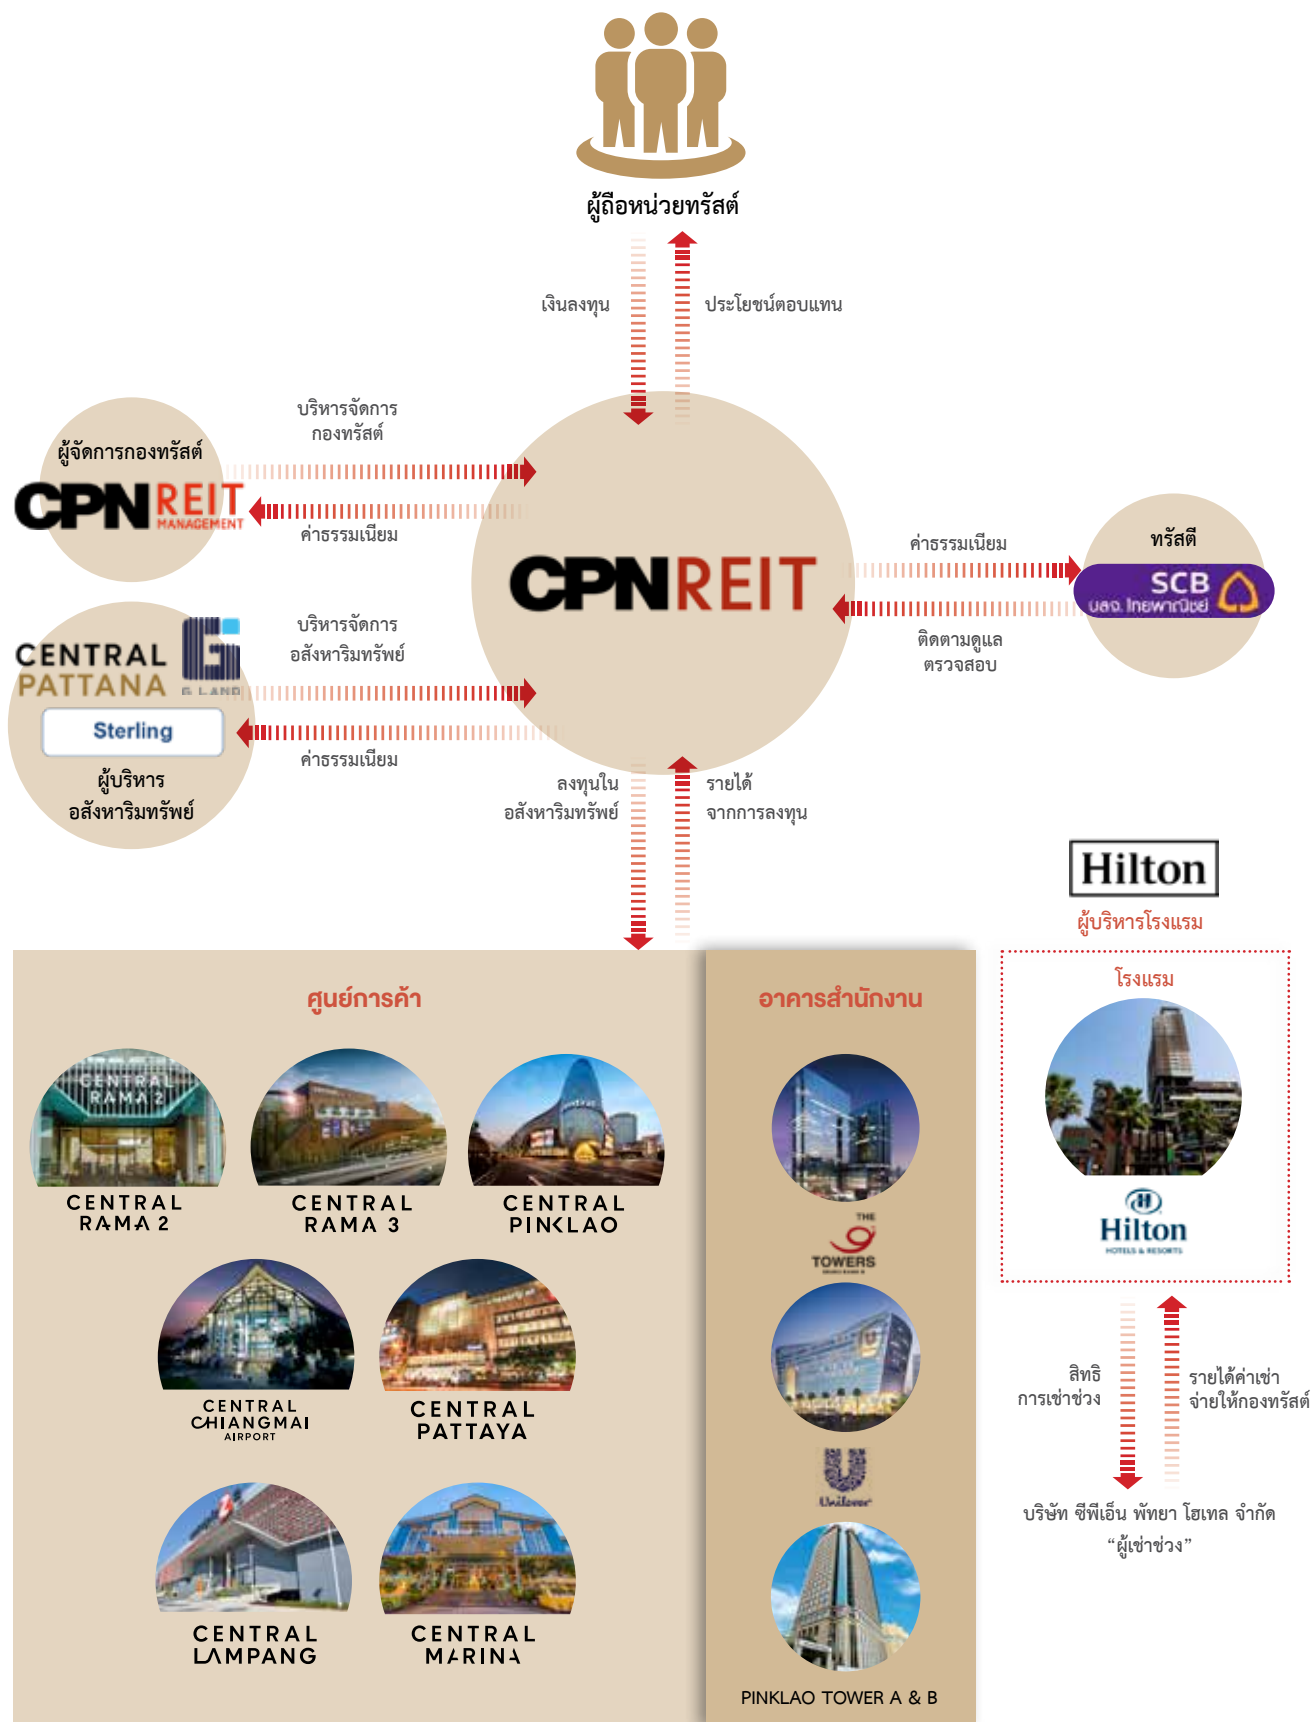 ผู้ถือหน่วยทรัสต์
เงินลงทุน
ประโยชน์ตอบแทน
บริหารจัดการ
กองทรัสต์
ผู้จัดการกองทรัสต์
CPN REIT
MANAGEMENT
ค่าธรรมเนียม
CPNREIT
ค่าธรรมเนียม
ทรัสตี
SCB
บลจ. ไทยพาณิชย์
ติดตามดูแล
ตรวจสอบ
บริหารจัดการ
อสังหาริมทรัพย์
CENTRAL
PATTANA
G LAND
Sterling
ค่าธรรมเนียม
ผู้บริหาร
อสังหาริมทรัพย์
ลงทุนใน
อสังหาริมทรัพย์
รายได้
จากการลงทุน
Hilton
ผู้บริหารโรงแรม
ศูนย์การค้า
CENTRAL
RAMA 2
CENTRAL
RAMA 2
CENTRAL
RAMA 3
CENTRAL
PINKLAO
CENTRAL
CHIANGMAI
AIRPORT
CENTRAL
PATTAYA
CENTRAL
LAMPANG
CENTRAL
MARINA
อาคารสำนักงาน
THE
9
TOWERS
Unilever
PINKLAO TOWER A & B
โรงแรม
Hilton
HOTELS & RESORTS
สิทธิ
การเช่าช่วง
รายได้ค่าเช่า
จ่ายให้กองทรัสต์
บริษัท ซีพีเอ็น พัทยา โฮเทล จำกัด
“ผู้เช่าช่วง”